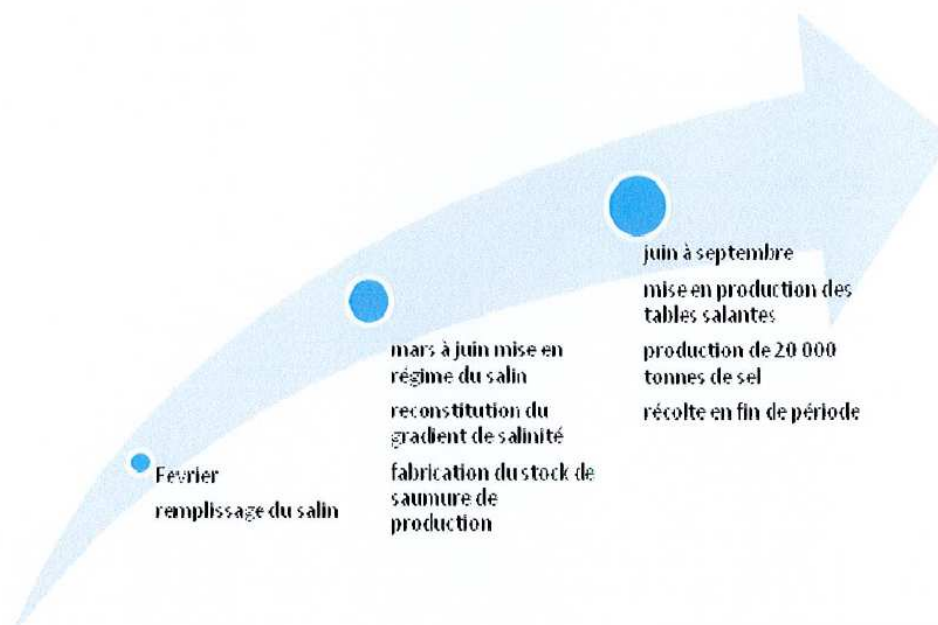 Fevrier
remplissage du salin
mars à juin mise en
régime du salin
reconstitution du
gradient de salinité
fabrication du stock de
saumure de
production
juin à septembre
mise en production des
tables salantes
production de 20 000
tonnes de sel
récolte en fin de période